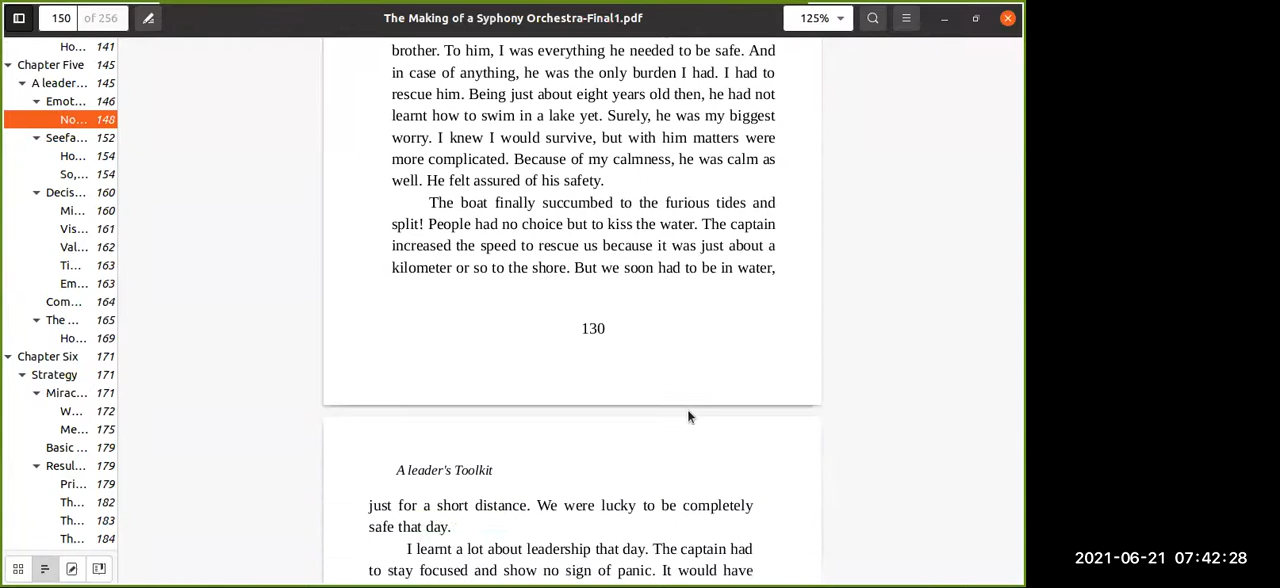 150 of 256
The Making of a Syphony Orchestra-Final1.pdf
125%
Ho... 141
Chapter Five 145
A leader... 145
Emot... 146
No... 148
Seefa... 152
Ho... 154
So,... 154
Decis... 160
Mi... 160
Vis... 161
Val... 162
Ti... 163
Em... 163
Com... 164
The ... 165
Ho... 169
Chapter Six 171
Strategy 171
Mirac... 171
W... 172
Me... 175
Basic ... 179
Resul... 179
Pri... 179
Th... 182
Th... 183
Th... 184
brother. To him, I was everything he needed to be safe. And
in case of anything, he was the only burden I had. I had to
rescue him. Being just about eight years old then, he had not
learnt how to swim in a lake yet. Surely, he was my biggest
worry. I knew I would survive, but with him matters were
more complicated. Because of my calmness, he was calm as
well. He felt assured of his safety.
The boat finally succumbed to the furious tides and
split! People had no choice but to kiss the water. The captain
increased the speed to rescue us because it was just about a
kilometer or so to the shore. But we soon had to be in water,
130
A leader's Toolkit
just for a short distance. We were lucky to be completely
safe that day.
I learnt a lot about leadership that day. The captain had
to stay focused and show no sign of panic. It would have
2021-06-21 07:42:28